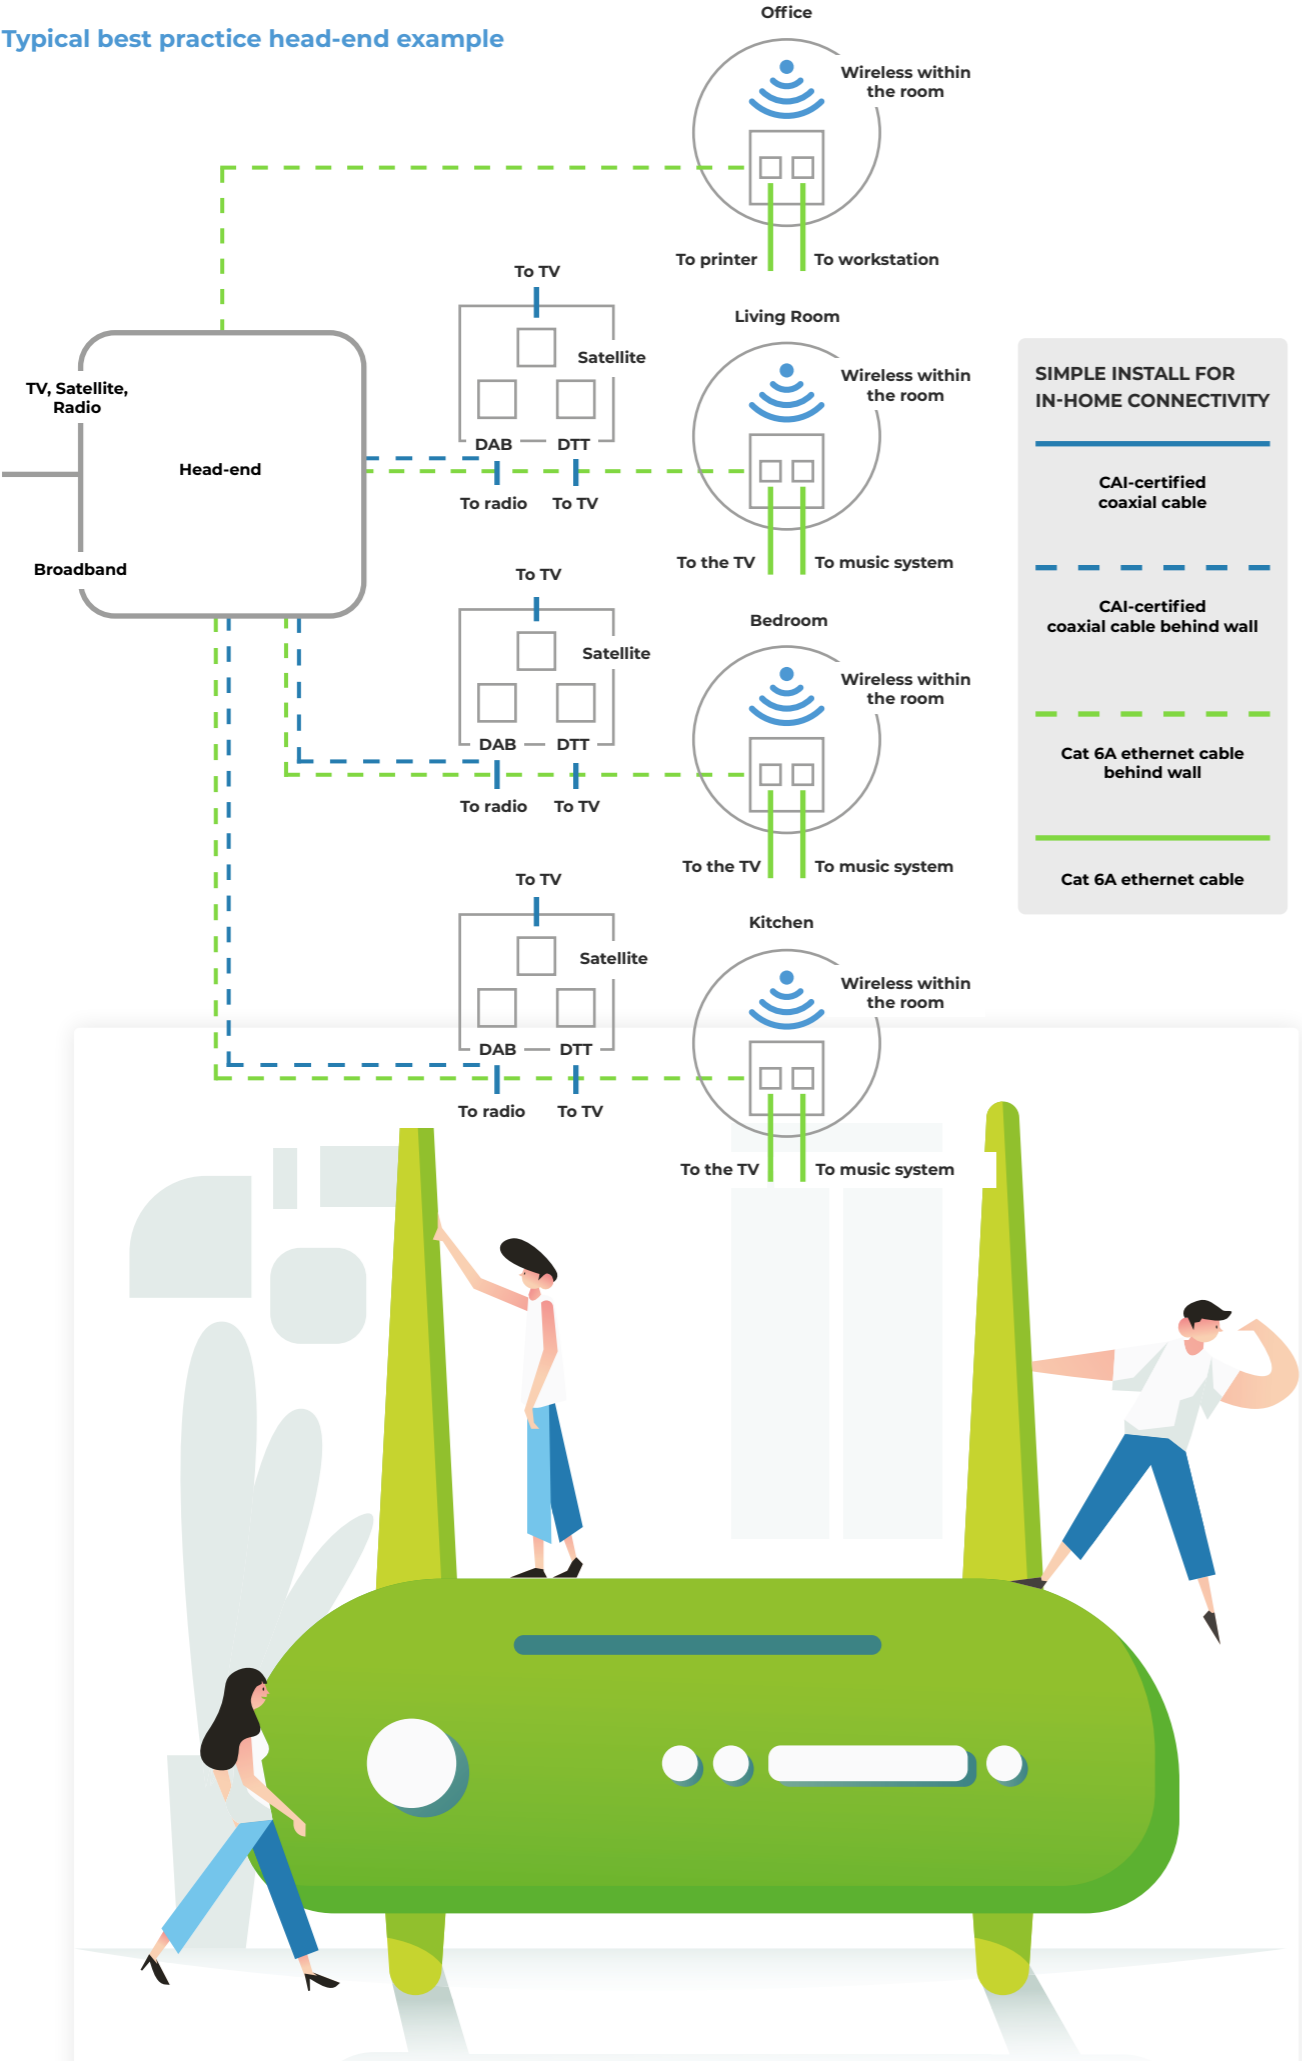 Typical best practice head-end example
Office
Wireless within
the room
To printer
To workstation
TV, Satellite,
Radio
Head-end
Broadband
To TV
Satellite
DAB
DTT
To radio
To TV
Living Room
Wireless within
the room
To the TV
To music system
To TV
Satellite
DAB
DTT
To radio
To TV
Bedroom
Wireless within
the room
To the TV
To music system
To TV
Satellite
DAB
DTT
To radio
To TV
Kitchen
Wireless within
the room
To the TV
To music system
SIMPLE INSTALL FOR
IN-HOME CONNECTIVITY
CAI-certified
coaxial cable
CAI-certified
coaxial cable behind wall
Cat 6A ethernet cable
behind wall
Cat 6A ethernet cable